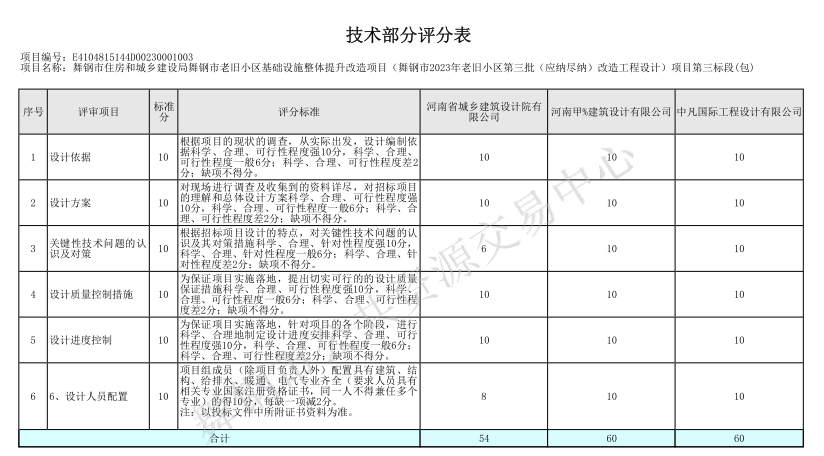 技术部分评分表
项目编号：E4104815144D00230001003
项目名称：舞钢市住房和城乡建设局舞钢市老旧小区基础设施整体提升改造项目（舞钢市2023年老旧小区第三批（应纳尽纳）改造工程设计）项目第三标段(包)
序号 评审项目 标准分 评分标准 河南省城乡建筑设计院有限公司 河南甲%建筑设计有限公司 中凡国际工程设计有限公司
1 设计依据 10
根据项目的现状的调查，从实际出发，设计编制依
据科学、合理、可行性程度强10分，科学、合理、
可行性程度一般6分；科学、合理、可行性程度差2
分；缺项不得分。
10 10 10
2 设计方案 10
对现场进行调查及收集到的资料详尽，对招标项目
的理解和总体设计方案科学、合理、可行性程度强
10分，科学、合理、可行性程度一般6分；科学、合
理、可行性程度差2分；缺项不得分。
10 10 10
3 关键性技术问题的认
识及对策 10
根据招标项目设计的特点，对关键性技术问题的认
识及其对策措施科学、合理、针对性程度强10分，
科学、合理、针对性程度一般6分；科学、合理、针
对性程度差2分；缺项不得分。
6 10 10
4 设计质量控制措施 10
为保证项目实施落地，提出切实可行的的设计质量
保证措施科学、合理、可行性程度强10分，科学、
合理、可行性程度一般6分；科学、合理、可行性程
度差2分；缺项不得分。
10 10 10
5 设计进度控制 10
为保证项目实施落地，针对项目的各个阶段，进行
科学、合理地制定设计进度安排科学、合理、可行
性程度强10分，科学、合理、可行性程度一般6分；
科学、合理、可行性程度差2分；缺项不得分。
10 10 10
6 6、设计人员配置 10
项目组成员（除项目负责人外）配置具有建筑、结
构、给排水、暖通、电气专业齐全（要求人员具有
相关专业国家注册资格证书，同一人不得兼任多个
专业）的得10分，每缺一项减2分。
注：以投标文件中所附证书资料为准。
8 10 10
合计 54 60 60